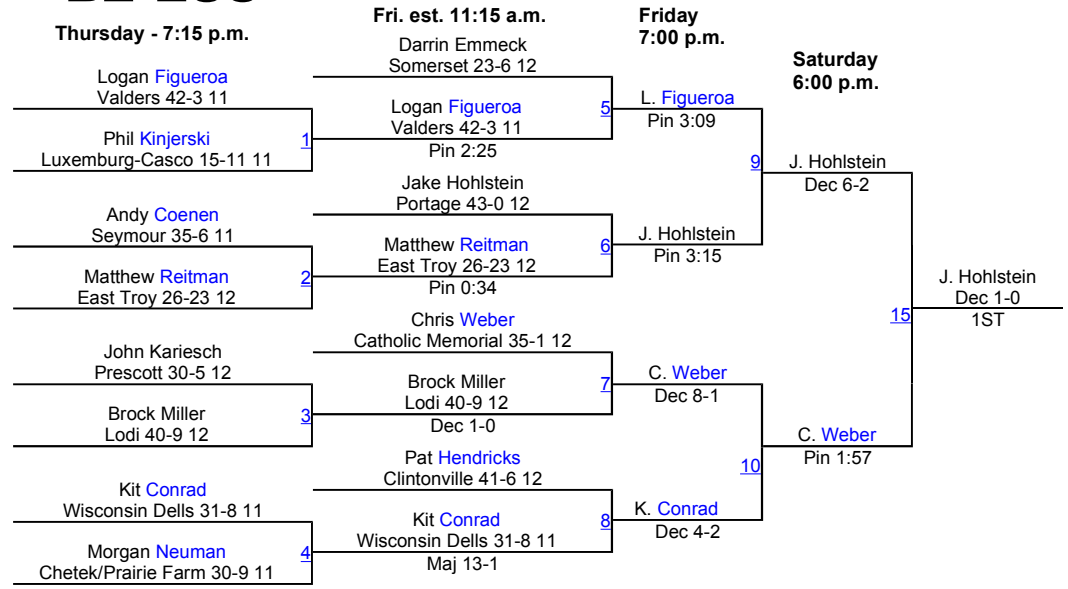 Thursday - 7:15 p.m.
Logan Figueroa
Valders 42-3 11
Phil Kinjerski
Luxemburg-Casco 15-11 11
1
Andy Coenen
Seymour 35-6 11
Matthew Reitman
East Troy 26-23 12
2
John Kariesch
Prescott 30-5 12
Brock Miller
Lodi 40-9 12
3
Kit Conrad
Wisconsin Dells 31-8 11
Morgan Neuman
Chetek/Prairie Farm 30-9 11
4
Fri. est. 11:15 a.m.
Darrin Emmeck
Somerset 23-6 12
Logan Figueroa
Valders 42-3 11
Pin 2:25
5
Jake Hohlstein
Portage 43-0 12
Matthew Reitman
East Troy 26-23 12
Pin 0:34
6
Chris Weber
Catholic Memorial 35-1 12
Brock Miller
Lodi 40-9 12
Dec 1-0
7
Pat Hendricks
Clintonville 41-6 12
Kit Conrad
Wisconsin Dells 31-8 11
Maj 13-1
8
Friday
7:00 p.m.
L. Figueroa
Pin 3:09
9
J. Hohlstein
Pin 3:15
C. Weber
Dec 8-1
10
K. Conrad
Dec 4-2
Saturday
6:00 p.m.
J. Hohlstein
Dec 6-2
15
C. Weber
Pin 1:57
J. Hohlstein
Dec 1-0
1ST